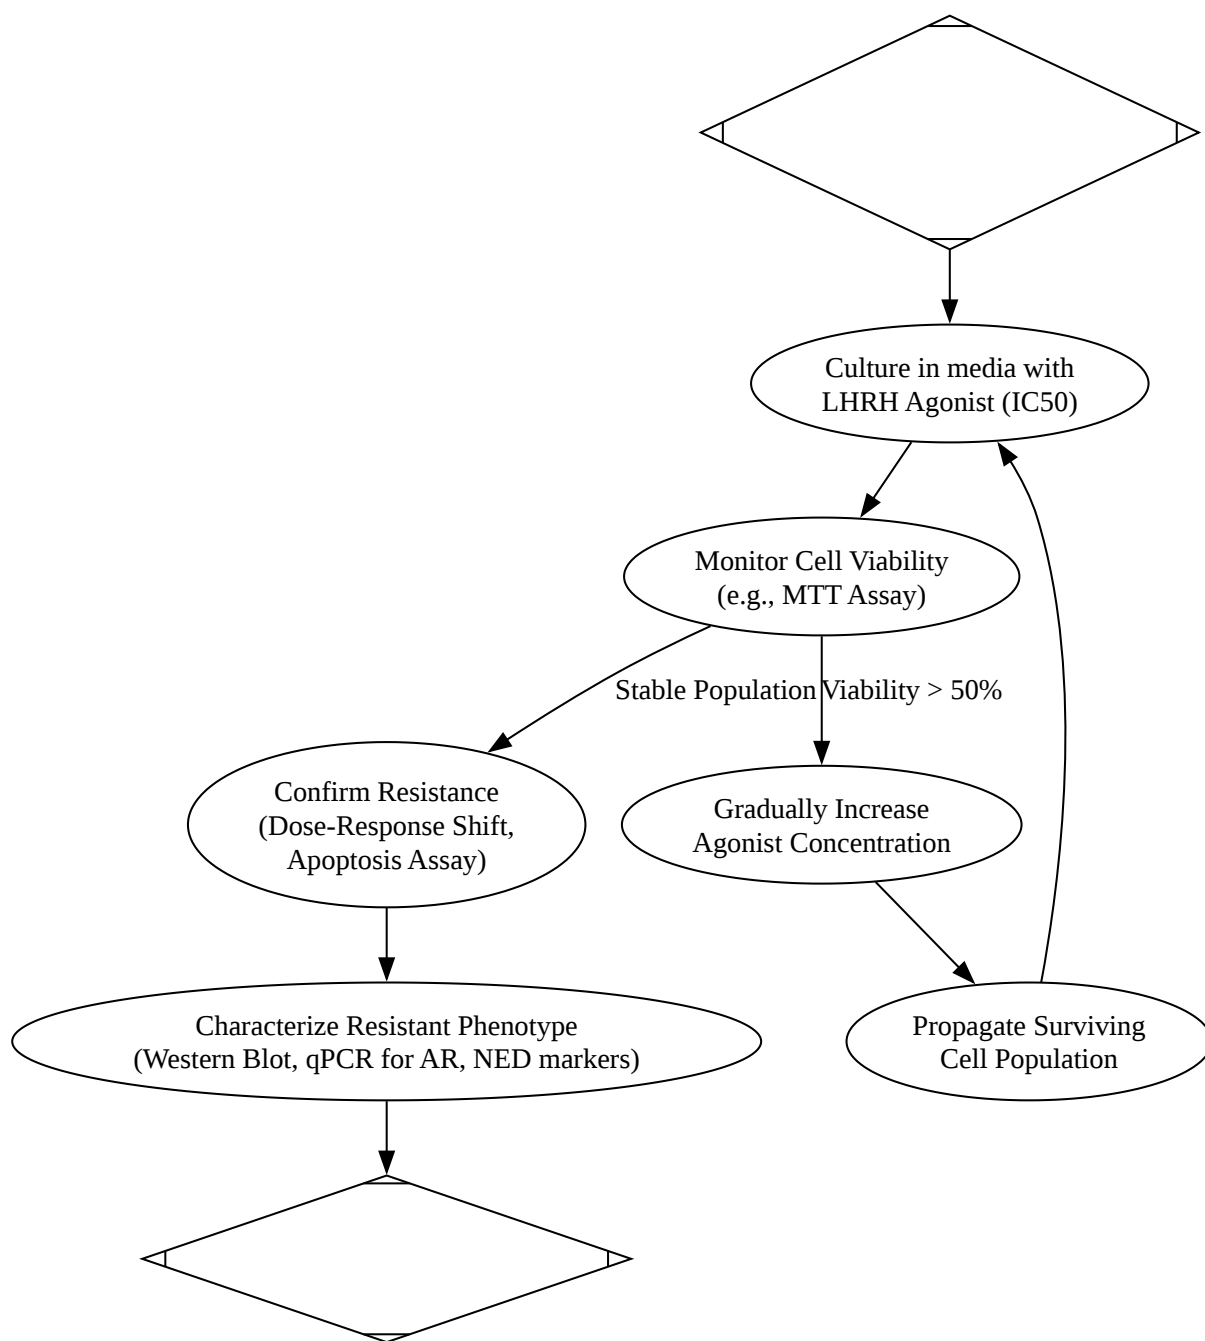 Culture in media with
LHRH Agonist (IC50)
Monitor Cell Viability
(e.g., MTT Assay)
Stable Population
Viability > 50%
Confirm Resistance
(Dose-Response Shift,
Apoptosis Assay)
Gradually Increase
Agonist Concentration
Characterize Resistant Phenotype
(Western Blot, qPCR for AR, NED markers)
Propagate Surviving
Cell Population